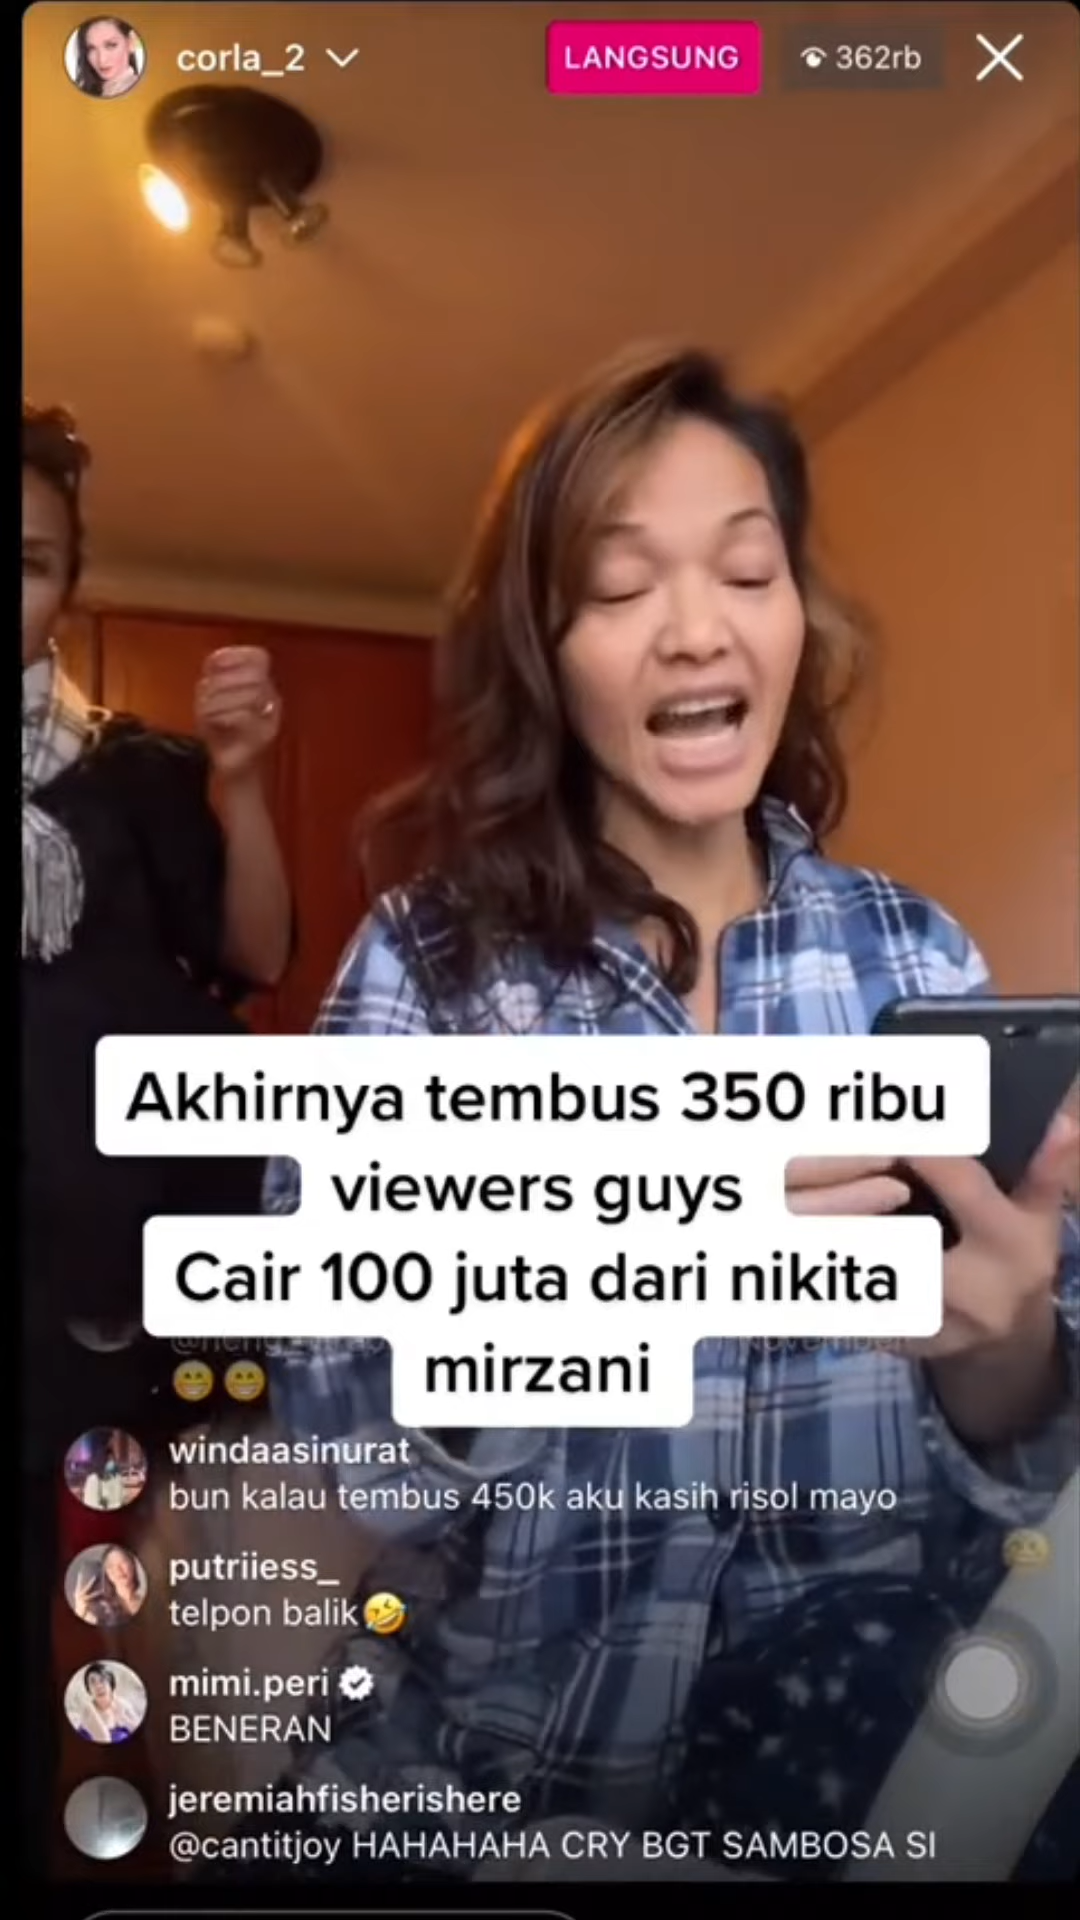 corla_2
LANGSUNG
362rb
Akhirnya tembus 350 ribu
viewers guys
Cair 100 juta dari nikita
mirzani
windaasinurat
bun kalau tembus 450k aku kasih risol mayo
putriiess_
telpon balik🤣
mimi.peri
BENERAN
jeremiahfisherishere
@cantitjoy HAHAHAHA CRY BGT SAMBOSA SI